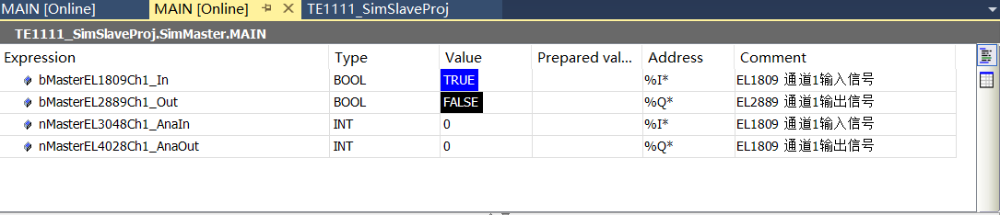 MAIN [Online] MAIN [Online] TE1111_SimSlaveProj
TE1111_SimSlaveProj.SimMaster.MAIN
Expression Type Value Prepared val... Address Comment
bMasterEL1809Ch1_In BOOL TRUE %I* EL1809 通道1输入信号
bMasterEL2889Ch1_Out BOOL FALSE %Q* EL2889 通道1输出信号
nMasterEL3048Ch1_AnaIn INT 0 %I* EL1809 通道1输入信号
nMasterEL4028Ch1_AnaOut INT 0 %Q* EL1809 通道1输出信号